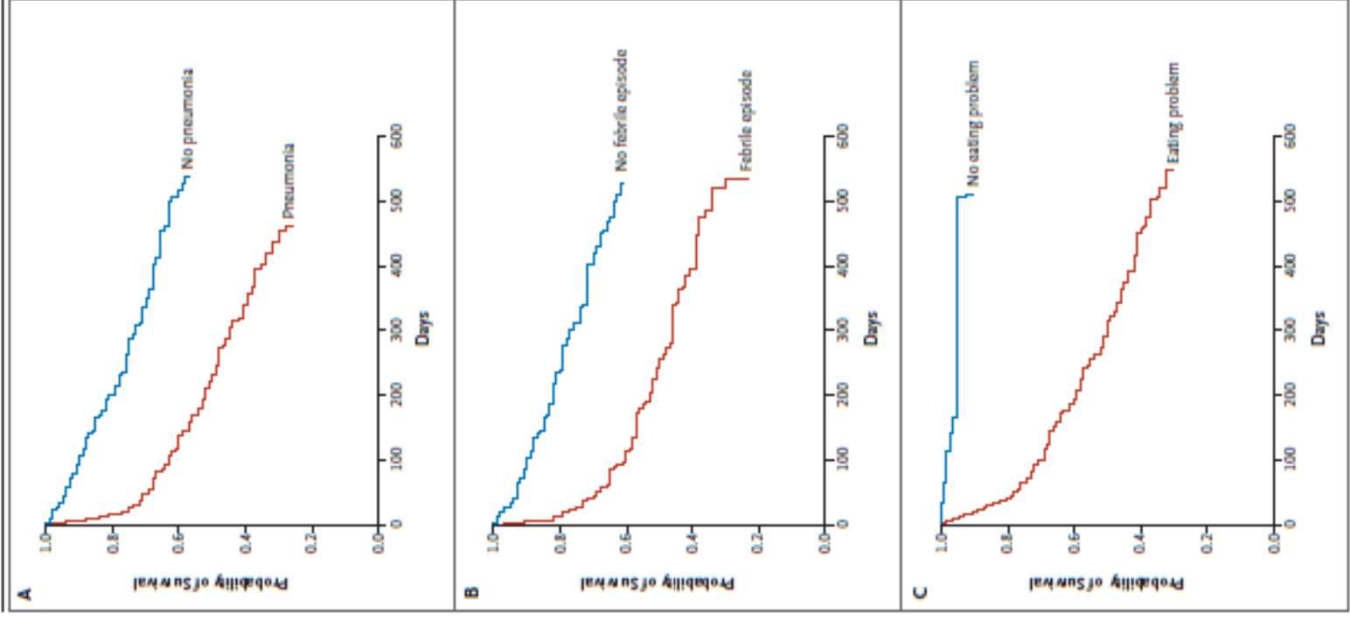 A
Probability of Survival
1.0
0.8
0.6
0.4
0.2
0.0
No pneumonia
Pneumonia
0 100 200 300 400 500 600
Days
B
Probability of Survival
1.0
0.8
0.6
0.4
0.2
0.0
No febrile episode
Febrile episode
0 100 200 300 400 500 600
Days
C
Probability of Survival
1.0
0.8
0.6
0.4
0.2
0.0
No eating problem
Eating problem
0 100 200 300 400 500 600
Days